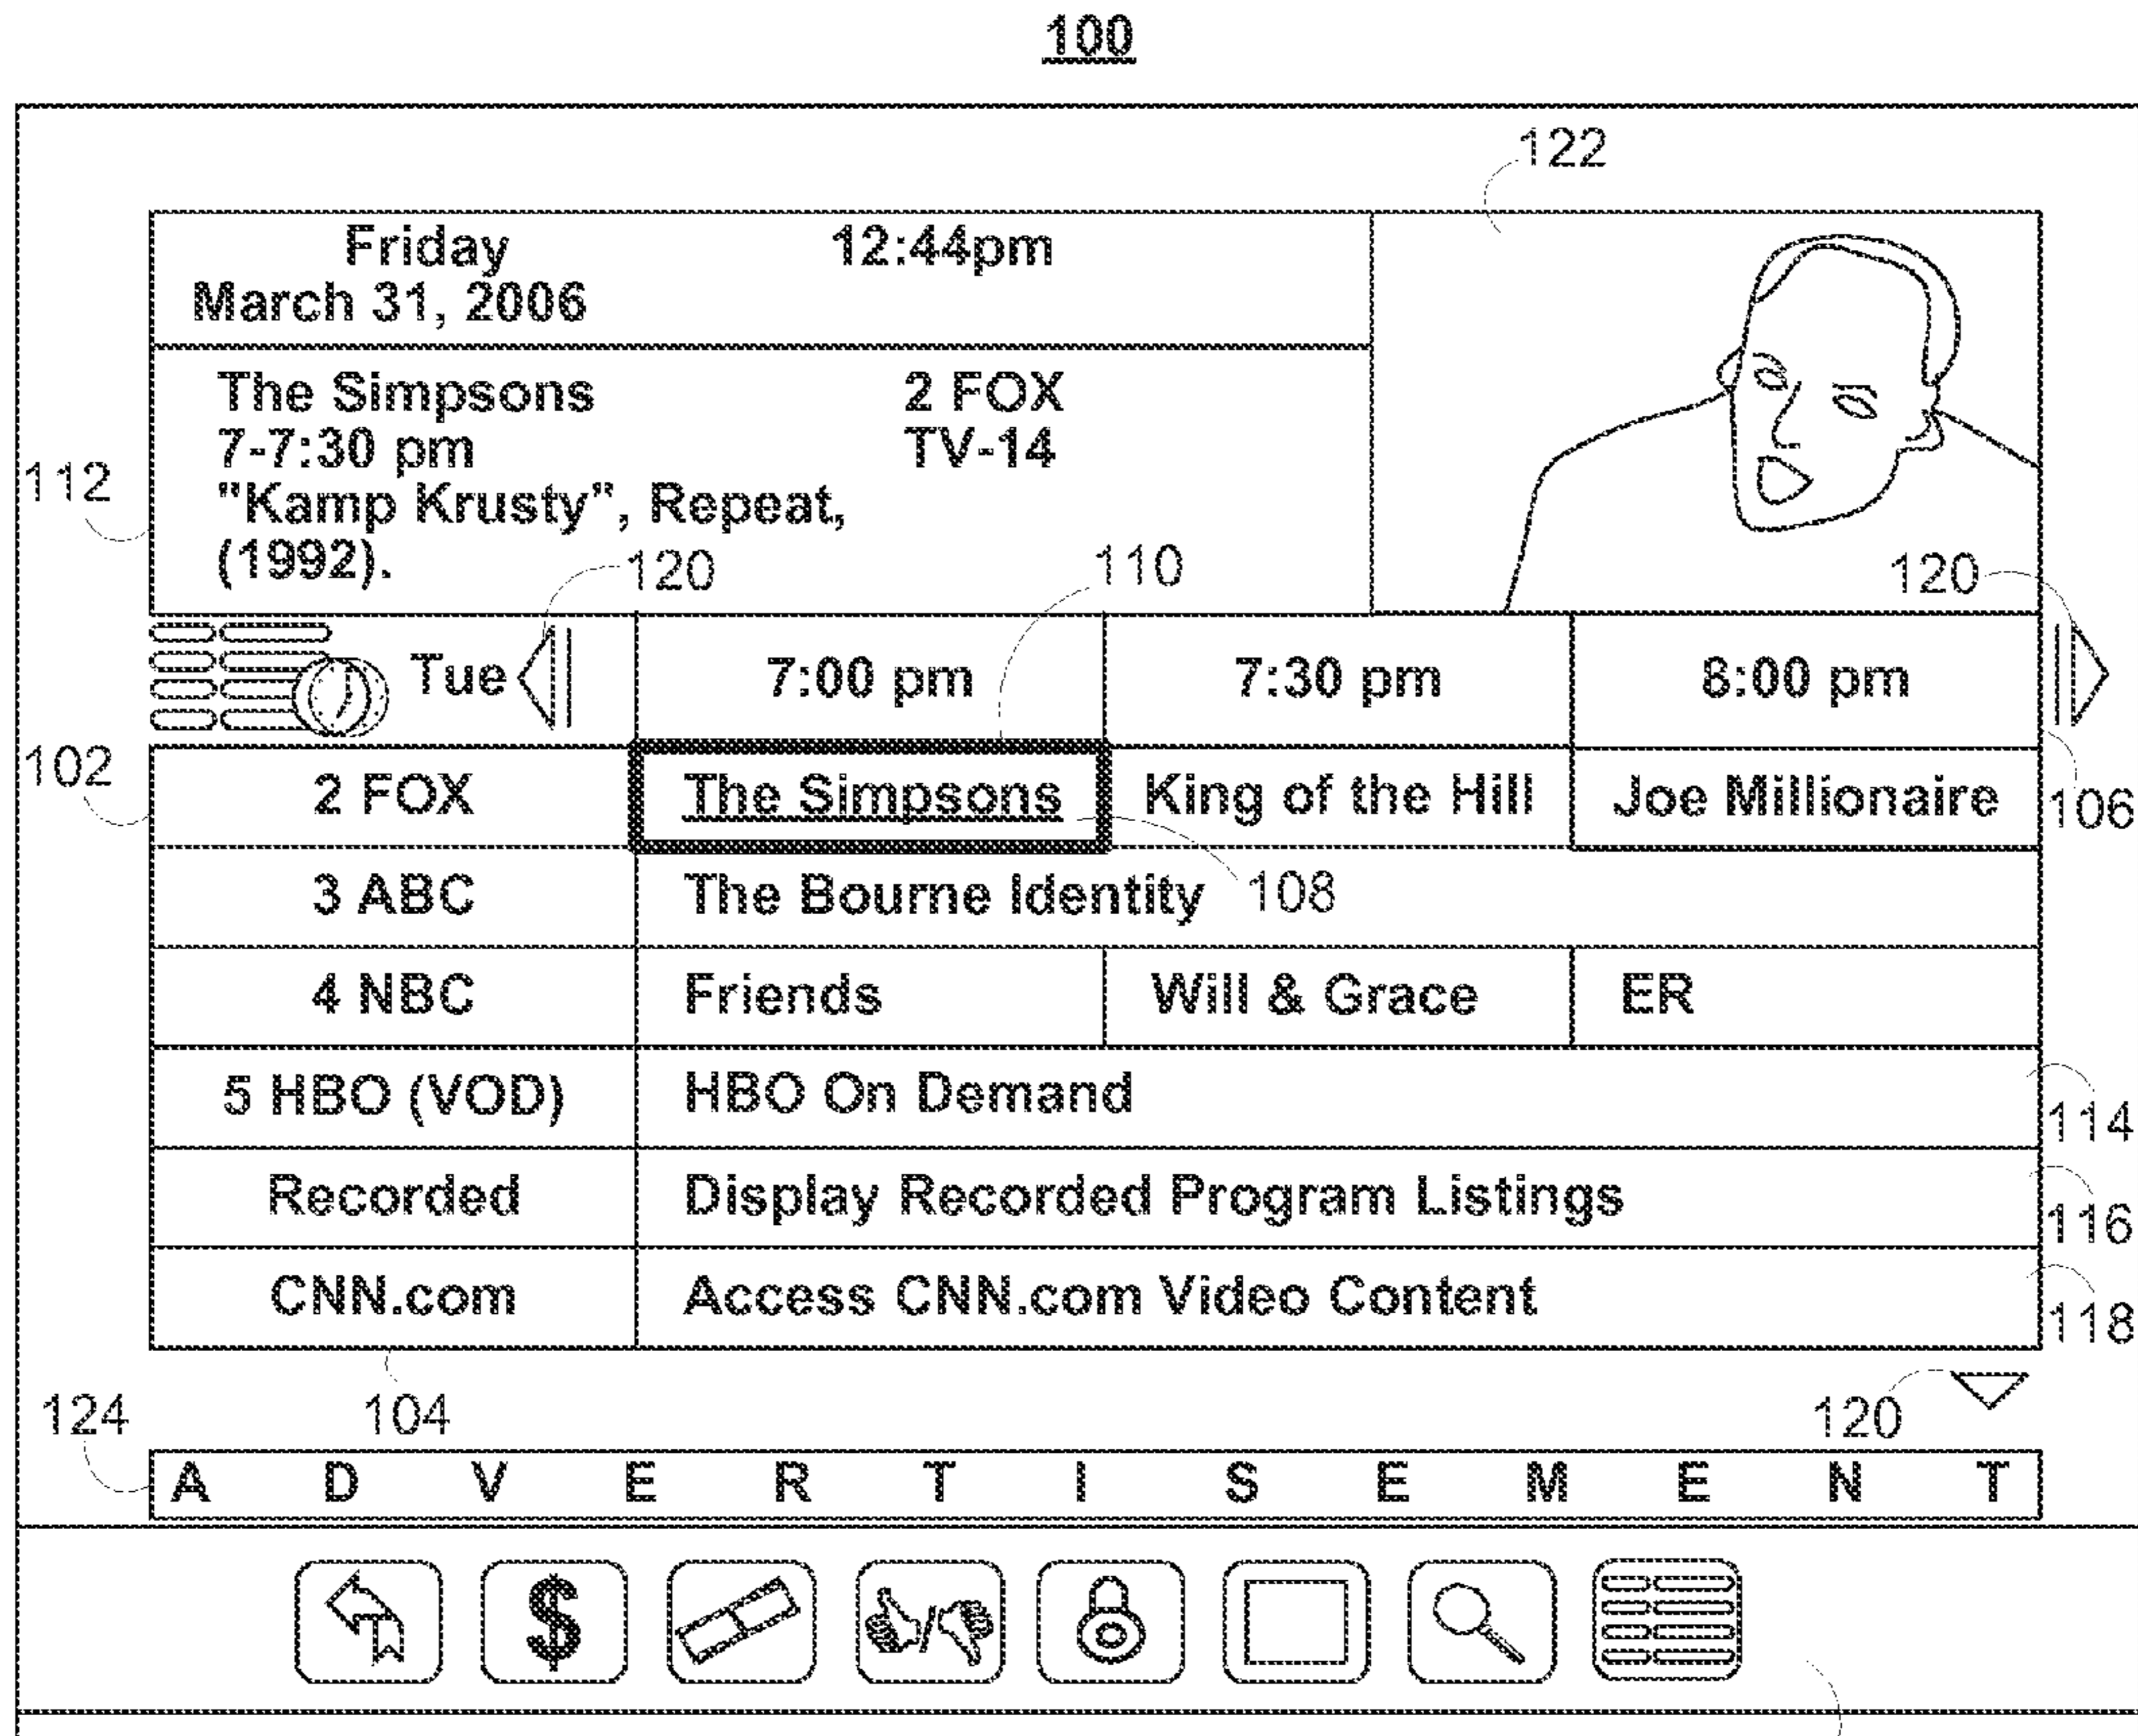 100
122
Friday 12:44pm
March 31, 2006
The Simpsons 2 FOX
7-7:30 pm TV-14
"Kamp Krusty", Repeat,
(1992).
112
120
110
120
Tue 7:00 pm 7:30 pm 8:00 pm
102
2 FOX The Simpsons King of the Hill Joe Millionaire
106
3 ABC The Bourne Identity
108
4 NBC Friends Will & Grace ER
5 HBO (VOD) HBO On Demand
114
Recorded Display Recorded Program Listings
116
CNN.com Access CNN.com Video Content
118
124
104
120
A D V E R T I S E M E N T
$